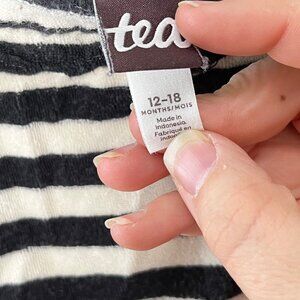 tea
12-18
MONTHS/MOIS
Made in
Indonesia
Fabriqué en